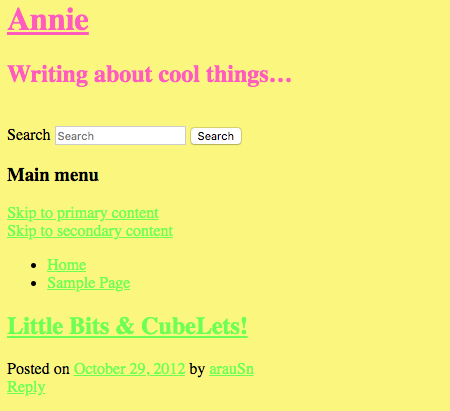 Annie
Writing about cool things…
Search Search Search
Main menu
Skip to primary content
Skip to secondary content
Home
Sample Page
Little Bits & CubeLets!
Posted on October 29, 2012 by arauSn
Reply